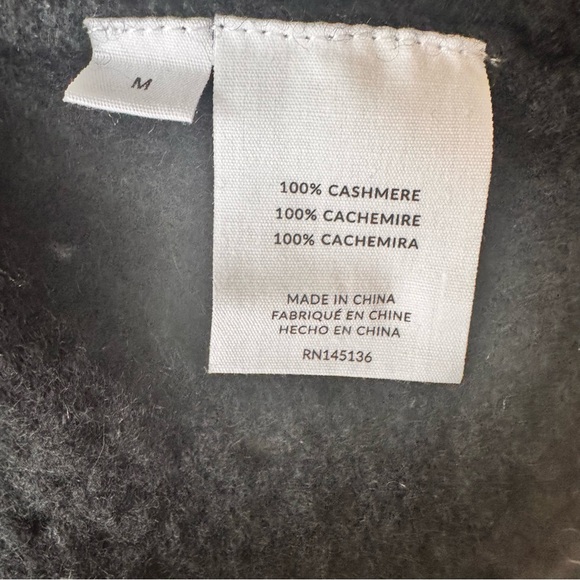 M
100% CASHMERE
100% CACHEMIRE
100% CACHEMIRA
MADE IN CHINA
FABRIQUÉ EN CHINE
HECHO EN CHINA
RN145136